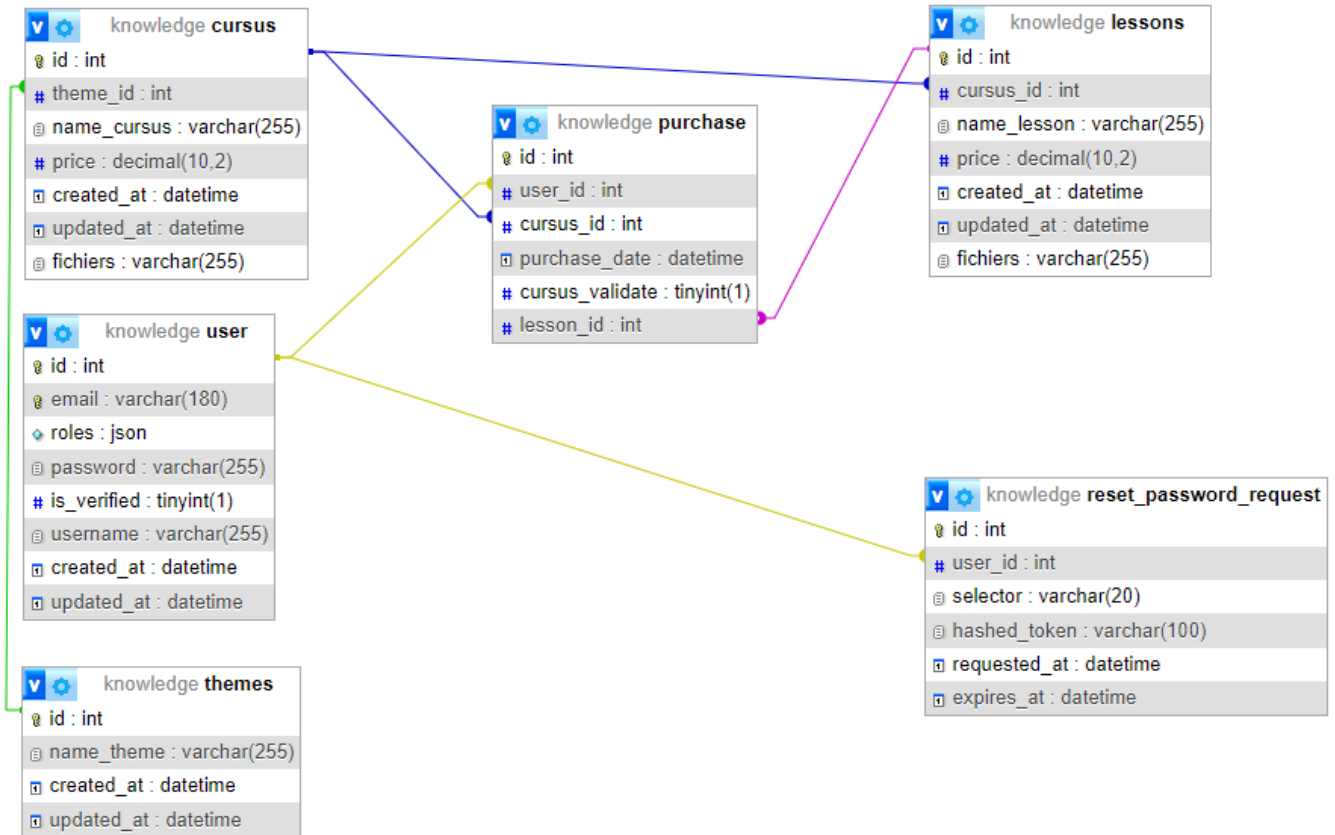 knowledge cursus
id : int
theme_id : int
name_cursus : varchar(255)
price : decimal(10,2)
created_at : datetime
updated_at : datetime
fichiers : varchar(255)
knowledge lessons
id : int
cursus_id : int
name_lesson : varchar(255)
price : decimal(10,2)
created_at : datetime
updated_at : datetime
fichiers : varchar(255)
knowledge purchase
id : int
user_id : int
cursus_id : int
purchase_date : datetime
cursus_validate : tinyint(1)
lesson_id : int
knowledge user
id : int
email : varchar(180)
roles : json
password : varchar(255)
is_verified : tinyint(1)
username : varchar(255)
created_at : datetime
updated_at : datetime
knowledge reset_password_request
id : int
user_id : int
selector : varchar(20)
hashed_token : varchar(100)
requested_at : datetime
expires_at : datetime
knowledge themes
id : int
name_theme : varchar(255)
created_at : datetime
updated_at : datetime